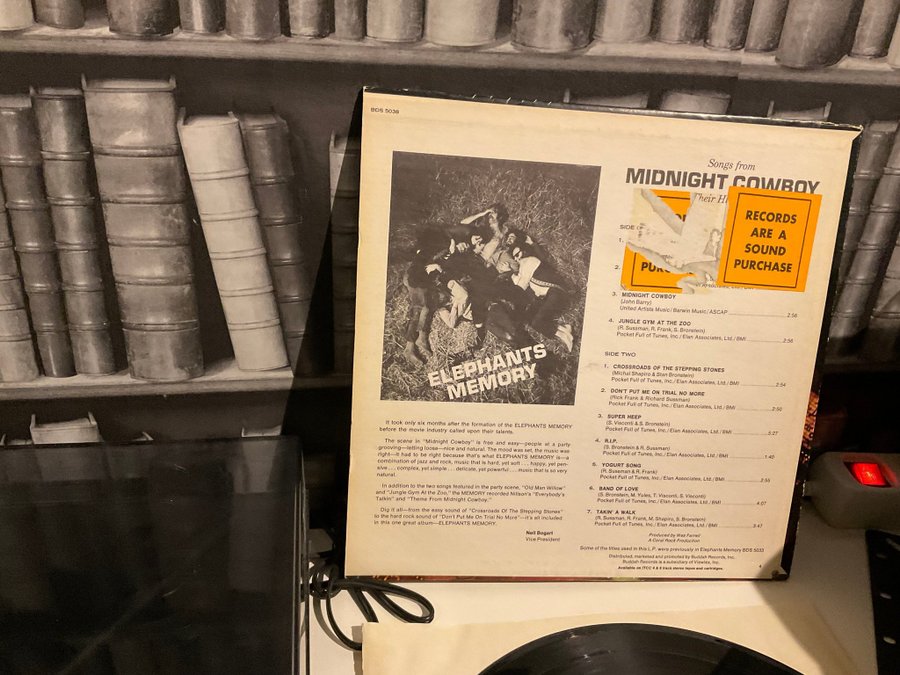 BDS 5038
ELEPHANTS
MEMORY
It took only six months after the formation of the ELEPHANTS MEMORY
before the movie industry called upon their talents.
The scene in "Midnight Cowboy" is free and easy—people at a party
grooving—letting loose—nice and natural. The mood was set, the music was
right—it had to be right because that's what ELEPHANTS MEMORY is—a
combination of jazz and rock, music that is hard, yet soft . . . happy, yet pen-
sive . . . complex, yet simple . . . delicate, yet powerful . . . music that is so very
natural.
In addition to the two songs featured in the party scene, "Old Man Willow"
and "Jungle Gym At the Zoo," the MEMORY recorded Nilsson's "Everybody's
Talkin'" and "Theme From Midnight Cowboy."
Dig it all—from the easy sound of "Crossroads Of The Stepping Stones"
to the hard rock sound of "Don't Put Me On Trial No More"—it's all included
in this one great album—ELEPHANTS MEMORY.
Neil Bogart
Vice President
Songs from
MIDNIGHT COWBOY
Their
RECORDS
ARE A
SOUND
PURCHASE
SIDE
1.
2.
3. MIDNIGHT COWBOY
(John Barry)
United Artists Music/Barwin Music/ASCAP 2:56
4. JUNGLE GYM AT THE ZOO
(R. Sussman, R. Frank, S. Bronstein)
Pocket Full of Tunes, Inc./Elan Associates, Ltd./BMI 2:56
SIDE TWO
1. CROSSROADS OF THE STEPPING STONES
(Michal Shapiro & Stan Bronstein)
Pocket Full of Tunes, Inc./Elan Associates, Ltd./BMI 2:54
2. DON'T PUT ME ON TRIAL NO MORE
(Rick Frank & Richard Sussman)
Pocket Full of Tunes, Inc./Elan Associates, Ltd./BMI 2:50
3. SUPER HEEP
(S. Visconti & S. Bronstein)
Pocket Full of Tunes, Inc./Elan Associates, Ltd./BMI 5:27
4. R.I.P.
(S. Bronstein & R. Sussman)
Pocket Full of Tunes, Inc./Elan Associates, Ltd./BMI 1:40
5. YOGURT SONG
(R. Sussman & R. Frank)
Pocket Full of Tunes, Inc./Elan Associates, Ltd./BMI 2:55
6. BAND OF LOVE
(S. Bronstein, M. Yules, T. Visconti, S. Visconti)
Pocket Full of Tunes, Inc./Elan Associates, Ltd./BMI 4:07
7. TAKIN' A WALK
(R. Sussman, R. Frank, M. Shapiro, S. Bronstein)
Pocket Full of Tunes, Inc./Elan Associates, Ltd./BMI 3:47
Produced by Wes Farrell
A Coral Rock Production
Some of the titles used in this L.P. were previously in Elephants Memory BDS 5033
Distributed, marketed and promoted by Buddah Records, Inc.
Buddah Records is a subsidiary of Viewlex, Inc.
Available on ITCC 4 & 8 track stereo tapes and cartridges.